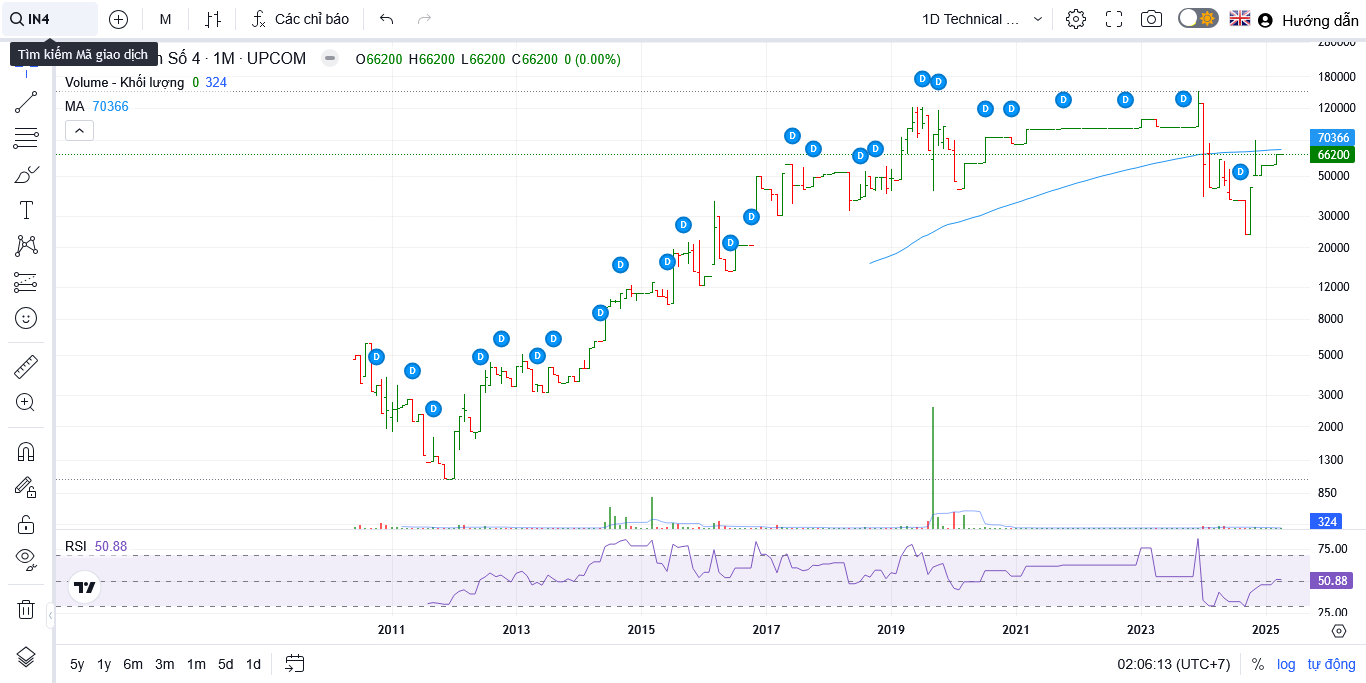 IN4 M Các chỉ báo 1D Technical ... Hướng dẫn
Tìm kiếm Mã giao dịch
n Số 4 · 1M · UPCOM O66200 H66200 L66200 C66200 0 (0.00%)
Volume - Khối lượng 0 324
MA 70366
280000
180000
120000
70366
66200
50000
30000
20000
12000
8000
5000
3000
2000
1300
850
324
D D D D D D D D D D D D D D D D D D D D D D D D D D D D
RSI 50.88
75.00
50.88
25.00
2011 2013 2015 2017 2019 2021 2023 2025
5y 1y 6m 3m 1m 5d 1d 02:06:13 (UTC+7) % log tự động